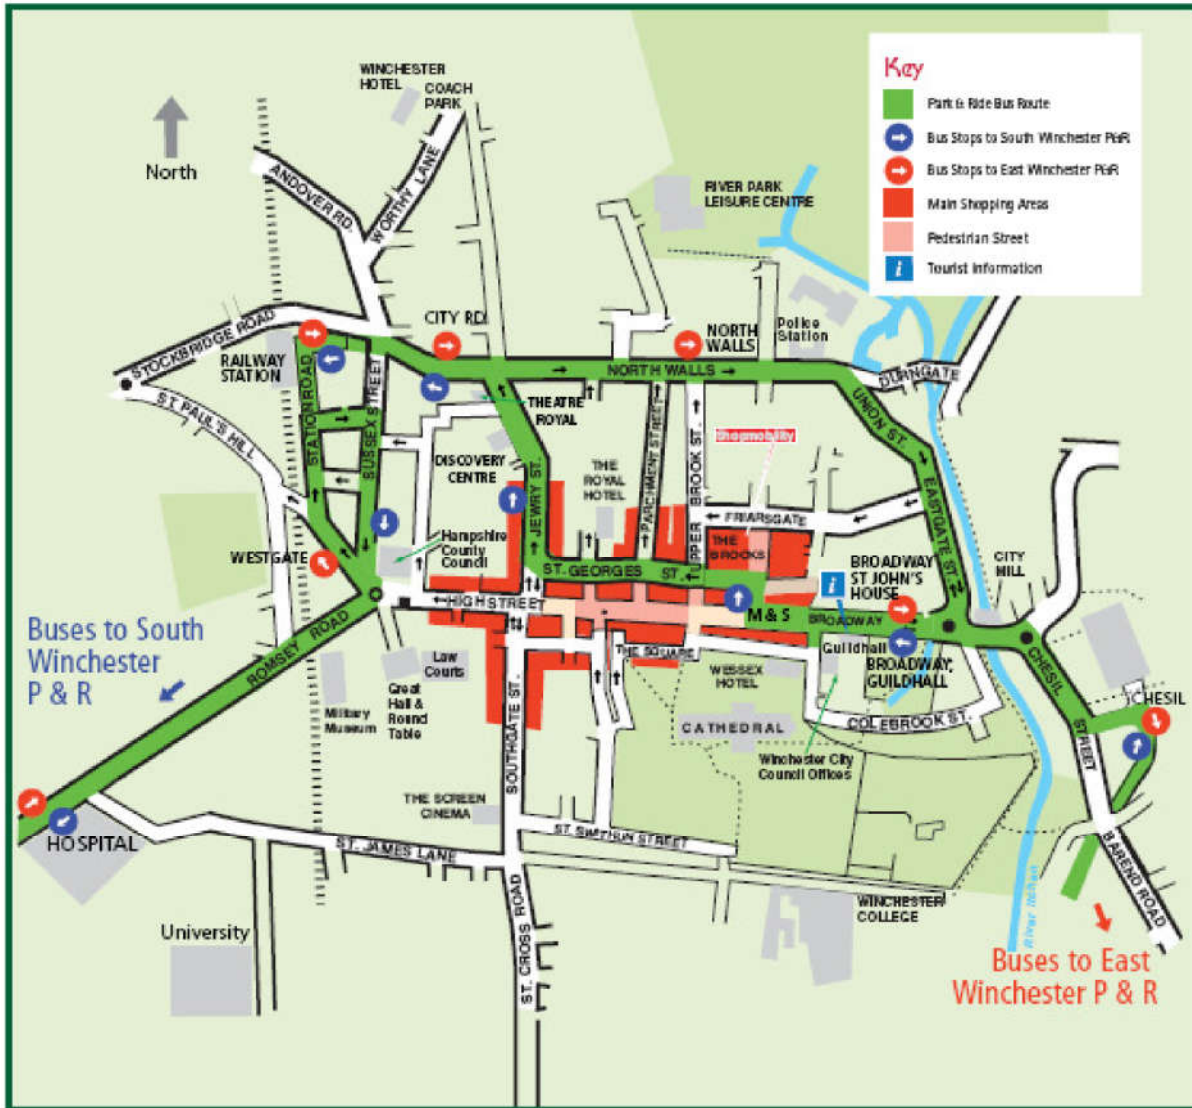 WINCHESTER
HOTEL
COACH
PARK
North
ANDOVER RD.
WORTHY LANE
RIVER PARK
LEISURE CENTRE
Key
Park & Ride Bus Route
Bus Stops to South Winchester P&R
Bus Stops to East Winchester P&R
Main Shopping Areas
Pedestrian Street
i
Tourist Information
STOCKBRIDGE ROAD
CITY RD
NORTH
WALLS
Police
Station
RAILWAY
STATION
STATION ROAD
SUSSEX STREET
ST PAUL'S HILL
NORTH WALLS
DURNGATE
UNION ST.
THEATRE
ROYAL
Shopmobility
DISCOVERY
CENTRE
JEWRY ST.
THE
ROYAL
HOTEL
PARCHMENT STREET
UPPER BROOK ST.
FRIARSGATE
EASTGATE ST.
THE
BROOKS
WESTGATE
Hampshire
County
Council
ST. GEORGES ST.
BROADWAY
ST JOHN'S
HOUSE
i
CITY
HILL
HIGH STREET
M & S
BROADWAY
Buses to South
Winchester
P & R
ROMSEY ROAD
Law
Courts
THE SQUARE
Guildhall
BROADWAY,
GUILDHALL
WESSEX
HOTEL
Great
Hall &
Round
Table
Military
Museum
SOUTHGATE ST.
CATHEDRAL
COLEBROOK ST.
CHESIL
STREET
CHESIL
Winchester City
Council Offices
THE SCREEN
CINEMA
ST. SWITHUN STREET
HOSPITAL
ST. JAMES LANE
BAREND ROAD
WINCHESTER
COLLEGE
River Itchen
University
ST. CROSS ROAD
Buses to East
Winchester P & R